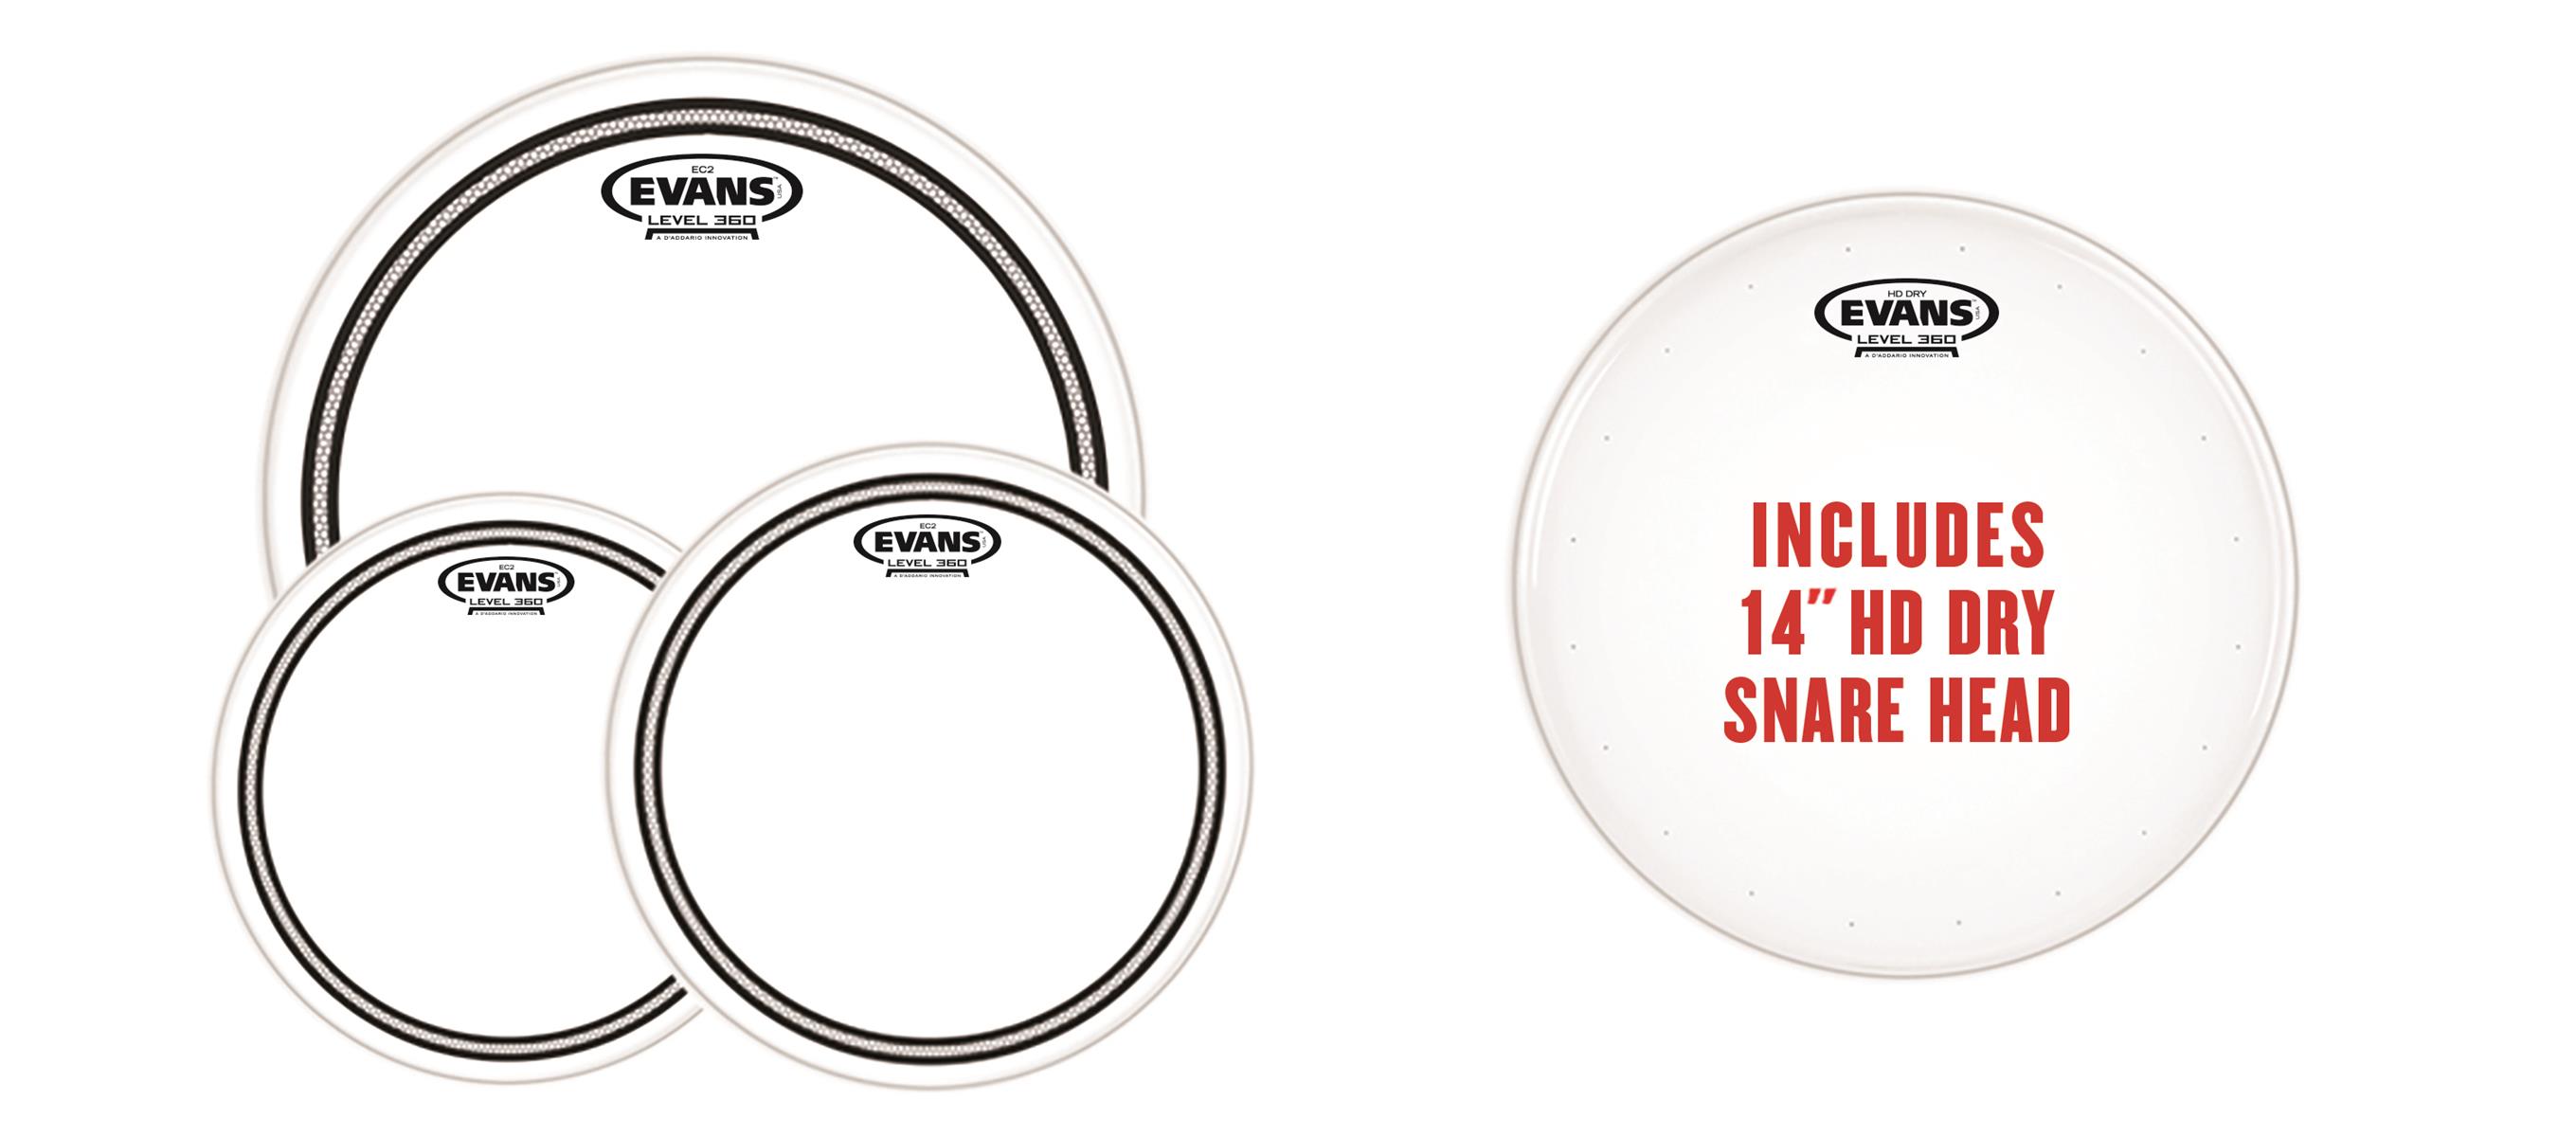 EC2
EVANS
USA
LEVEL 360
A D'ADDARIO INNOVATION
EC2
EVANS
USA
LEVEL 360
A D'ADDARIO INNOVATION
EC2
EVANS
USA
LEVEL 360
A D'ADDARIO INNOVATION
HD DRY
EVANS
USA
LEVEL 360
A D'ADDARIO INNOVATION
INCLUDES
14" HD DRY
SNARE HEAD